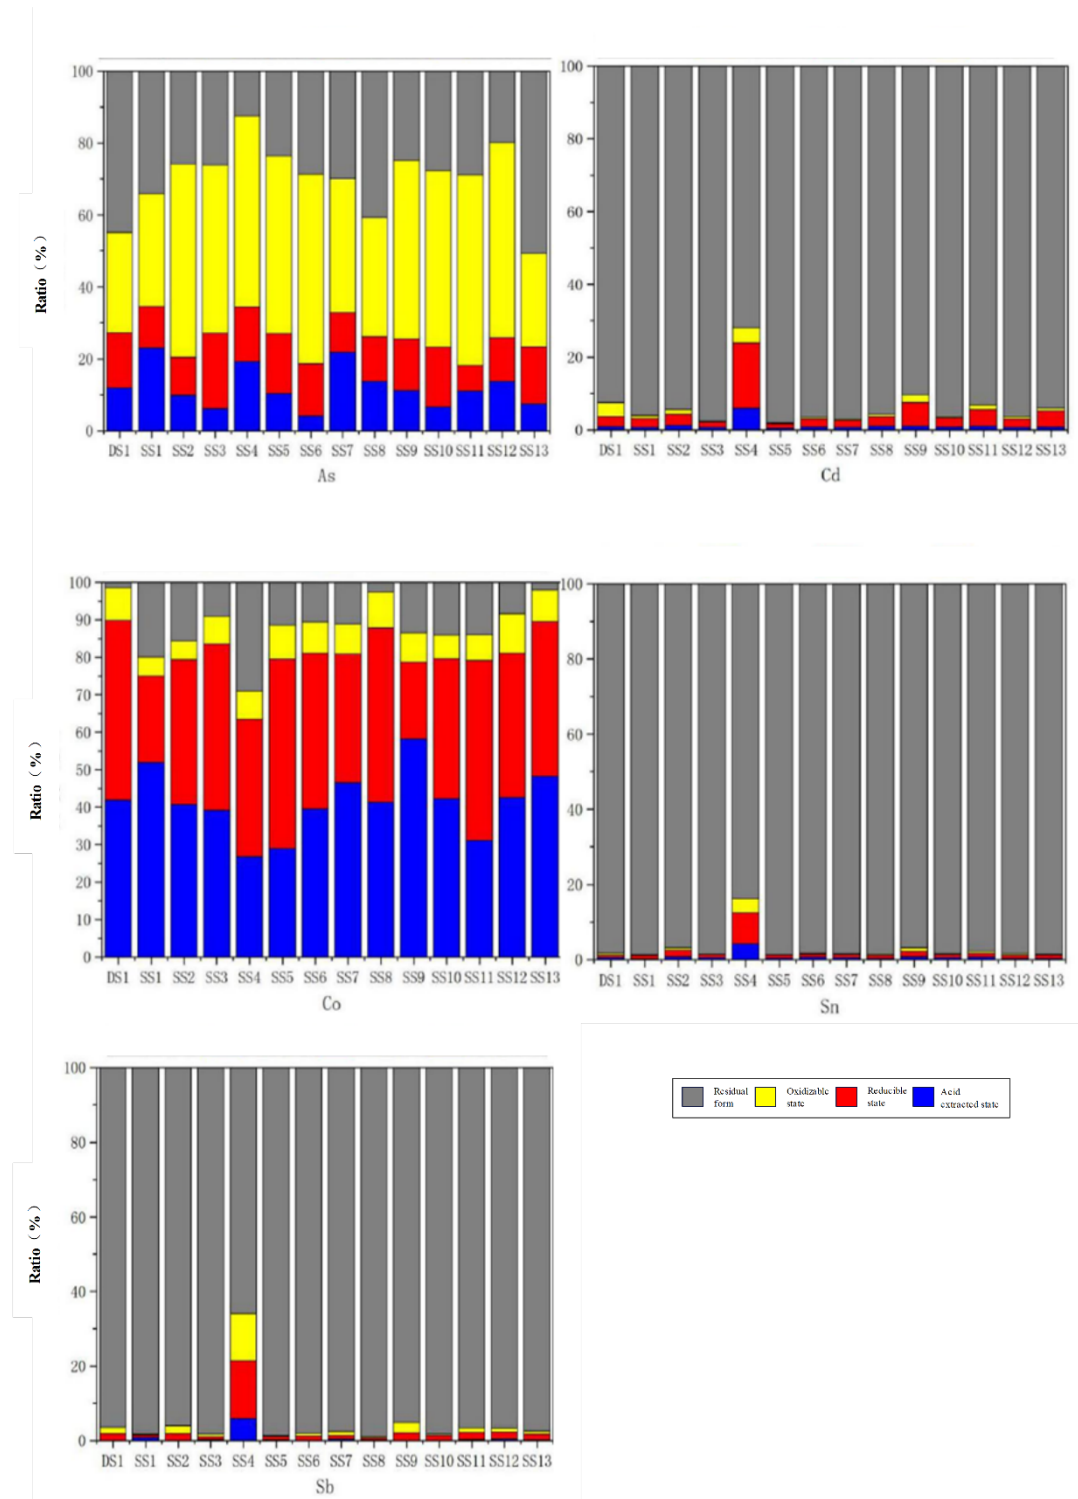 Ratio（%）
100
80
60
40
20
0
DS1 SS1 SS2 SS3 SS4 SS5 SS6 SS7 SS8 SS9 SS10 SS11 SS12 SS13
As
100
80
60
40
20
0
DS1 SS1 SS2 SS3 SS4 SS5 SS6 SS7 SS8 SS9 SS10 SS11 SS12 SS13
Cd
Ratio（%）
100
90
80
70
60
50
40
30
20
10
0
DS1 SS1 SS2 SS3 SS4 SS5 SS6 SS7 SS8 SS9 SS10 SS11 SS12 SS13
Co
100
80
60
40
20
0
DS1 SS1 SS2 SS3 SS4 SS5 SS6 SS7 SS8 SS9 SS10 SS11 SS12 SS13
Sn
Ratio（%）
100
80
60
40
20
0
DS1 SS1 SS2 SS3 SS4 SS5 SS6 SS7 SS8 SS9 SS10 SS11 SS12 SS13
Sb
Residual
form
Oxidizable
state
Reducible
state
Acid
extracted state